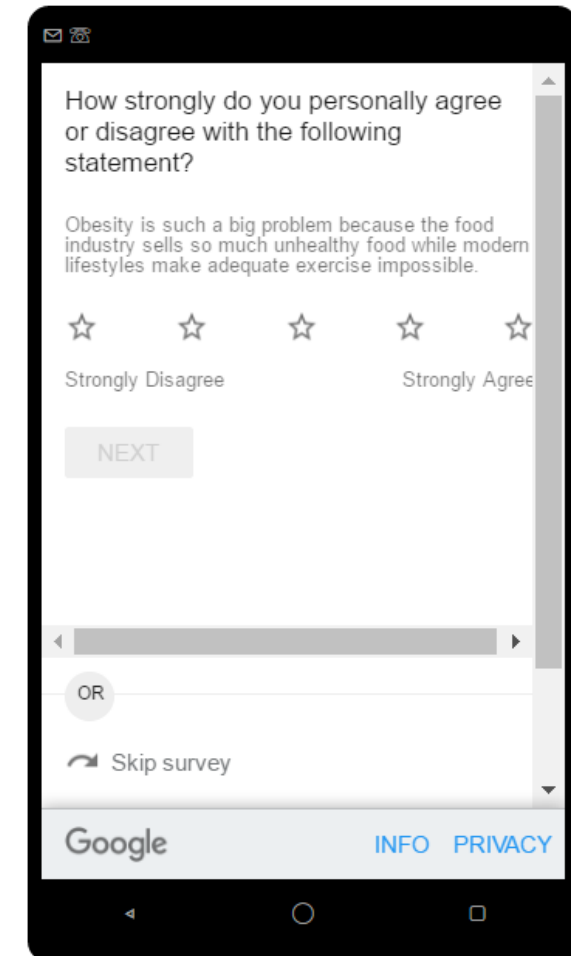 How strongly do you personally agree
or disagree with the following
statement?
Obesity is such a big problem because the food
industry sells so much unhealthy food while modern
lifestyles make adequate exercise impossible.
Strongly Disagree Strongly Agree
NEXT
OR
Skip survey
Google INFO PRIVACY